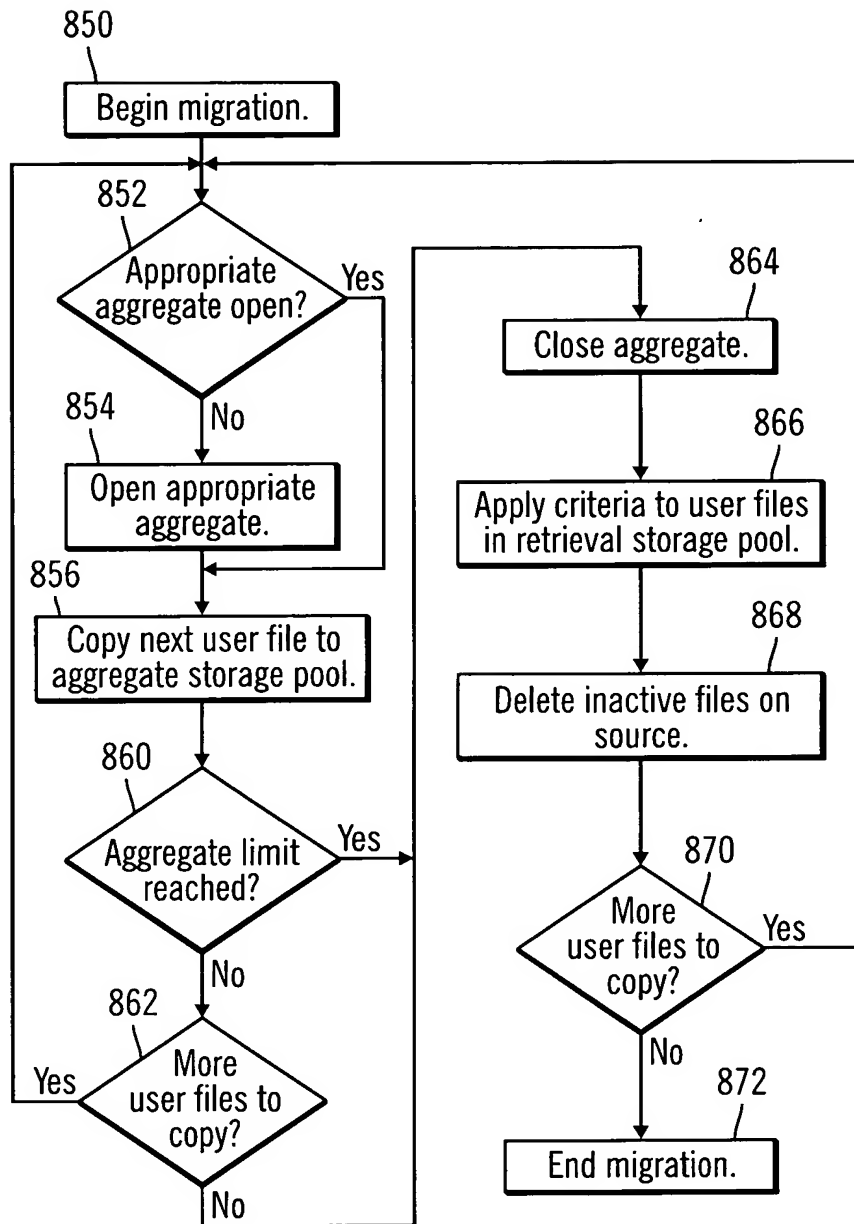 850
Begin migration.
852
Appropriate
aggregate open?
Yes
No
854
Open appropriate
aggregate.
856
Copy next user file to
aggregate storage pool.
860
Aggregate limit
reached?
Yes
No
862
More
user files to
copy?
Yes
No
864
Close aggregate.
866
Apply criteria to user files
in retrieval storage pool.
868
Delete inactive files on
source.
870
More
user files to
copy?
Yes
No
872
End migration.